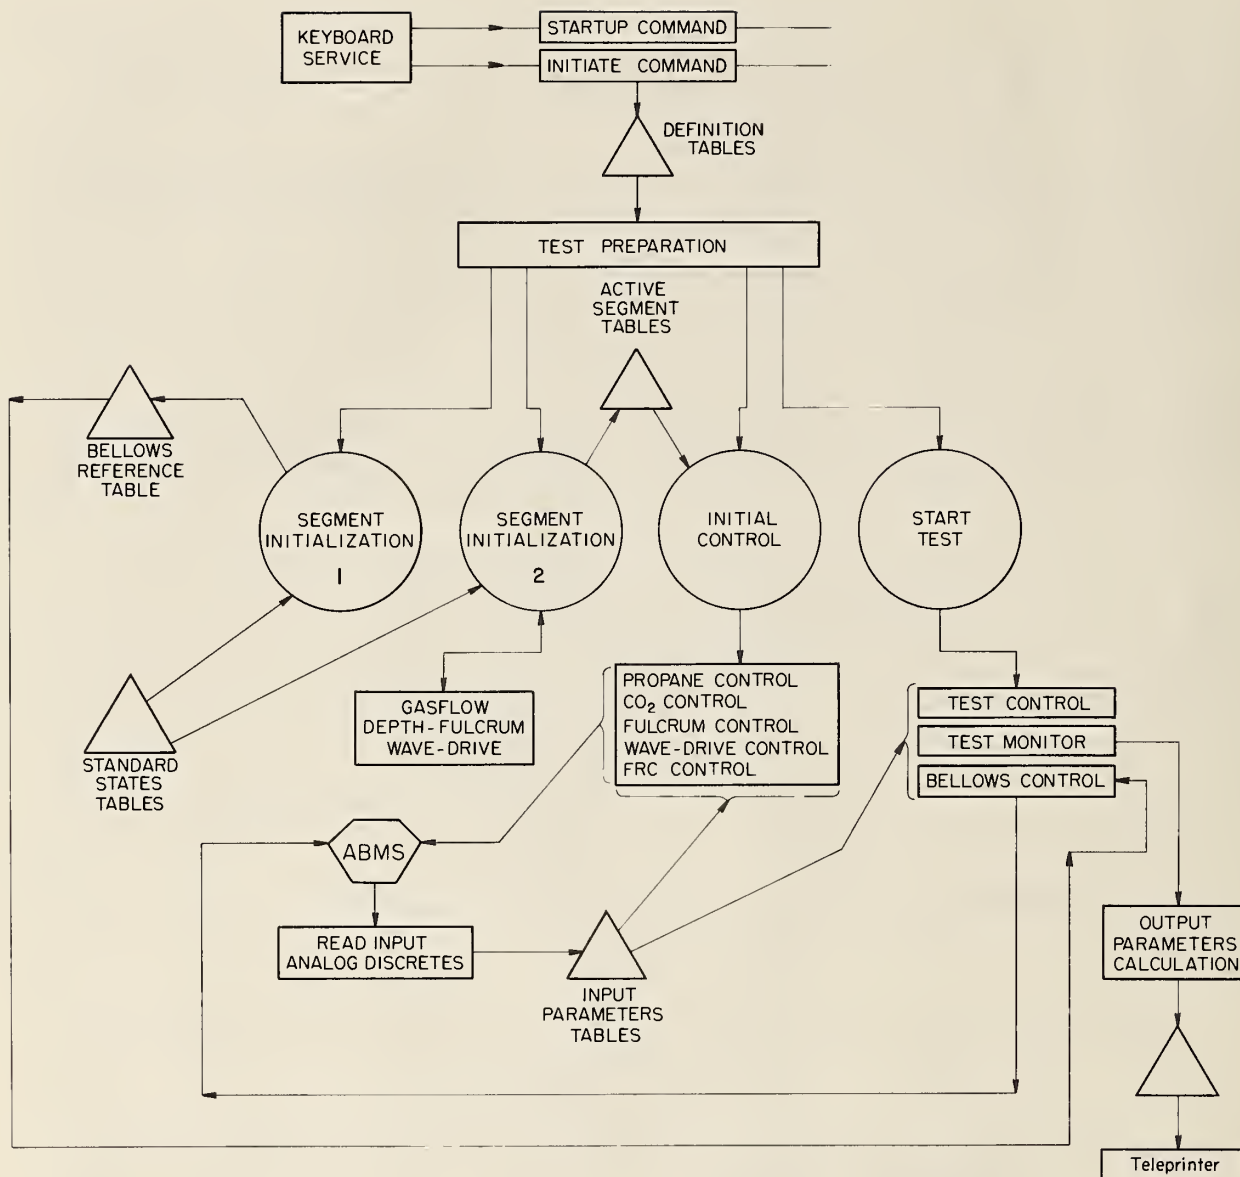 KEYBOARD
SERVICE
STARTUP COMMAND
INITIATE COMMAND
DEFINITION
TABLES
TEST PREPARATION
ACTIVE
SEGMENT
TABLES
BELLOWS
REFERENCE
TABLE
SEGMENT
INITIALIZATION
1
SEGMENT
INITIALIZATION
2
INITIAL
CONTROL
START
TEST
STANDARD
STATES
TABLES
GASFLOW
DEPTH-FULCRUM
WAVE-DRIVE
PROPANE CONTROL
CO₂ CONTROL
FULCRUM CONTROL
WAVE-DRIVE CONTROL
FRC CONTROL
TEST CONTROL
TEST MONITOR
BELLOWS CONTROL
ABMS
READ INPUT
ANALOG DISCRETES
INPUT
PARAMETERS
TABLES
OUTPUT
PARAMETERS
CALCULATION
Teleprinter